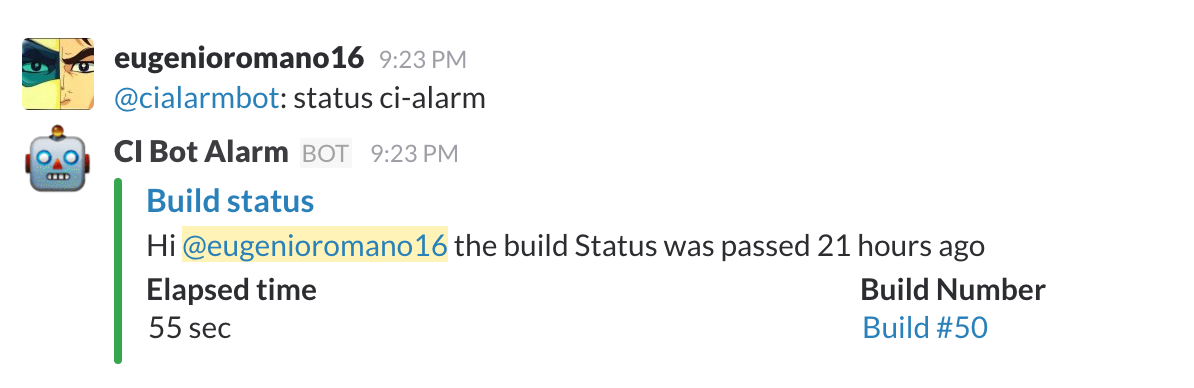 eugenioromano16 9:23 PM
@cialarmbot: status ci-alarm
CI Bot Alarm BOT 9:23 PM
Build status
Hi @eugenioromano16 the build Status was passed 21 hours ago
Elapsed time Build Number
55 sec Build #50